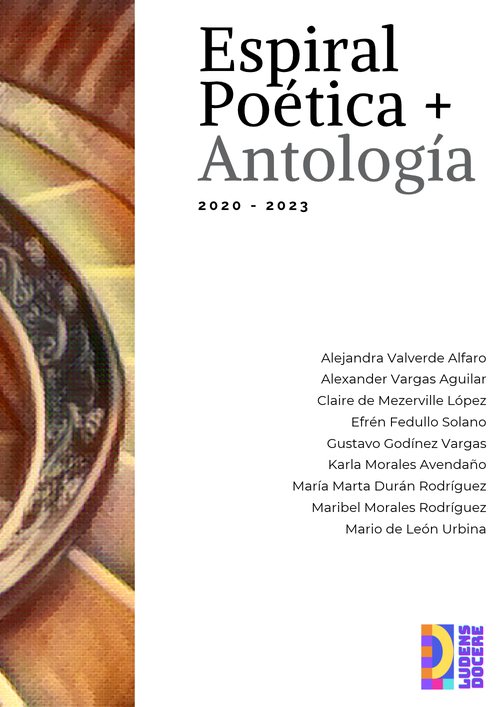 Espiral
Poética +
Antología
2020 - 2023
Alejandra Valverde Alfaro
Alexander Vargas Aguilar
Claire de Mezerville López
Efrén Fedullo Solano
Gustavo Godínez Vargas
Karla Morales Avendaño
María Marta Durán Rodríguez
Maribel Morales Rodríguez
Mario de León Urbina
LUDENS
DOCERE